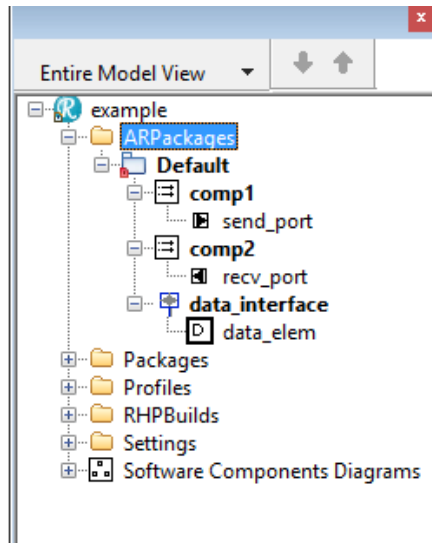 x
Entire Model View
example
ARPackages
Default
comp1
send_port
comp2
recv_port
data_interface
D data_elem
Packages
Profiles
RHPBuilds
Settings
Software Components Diagrams